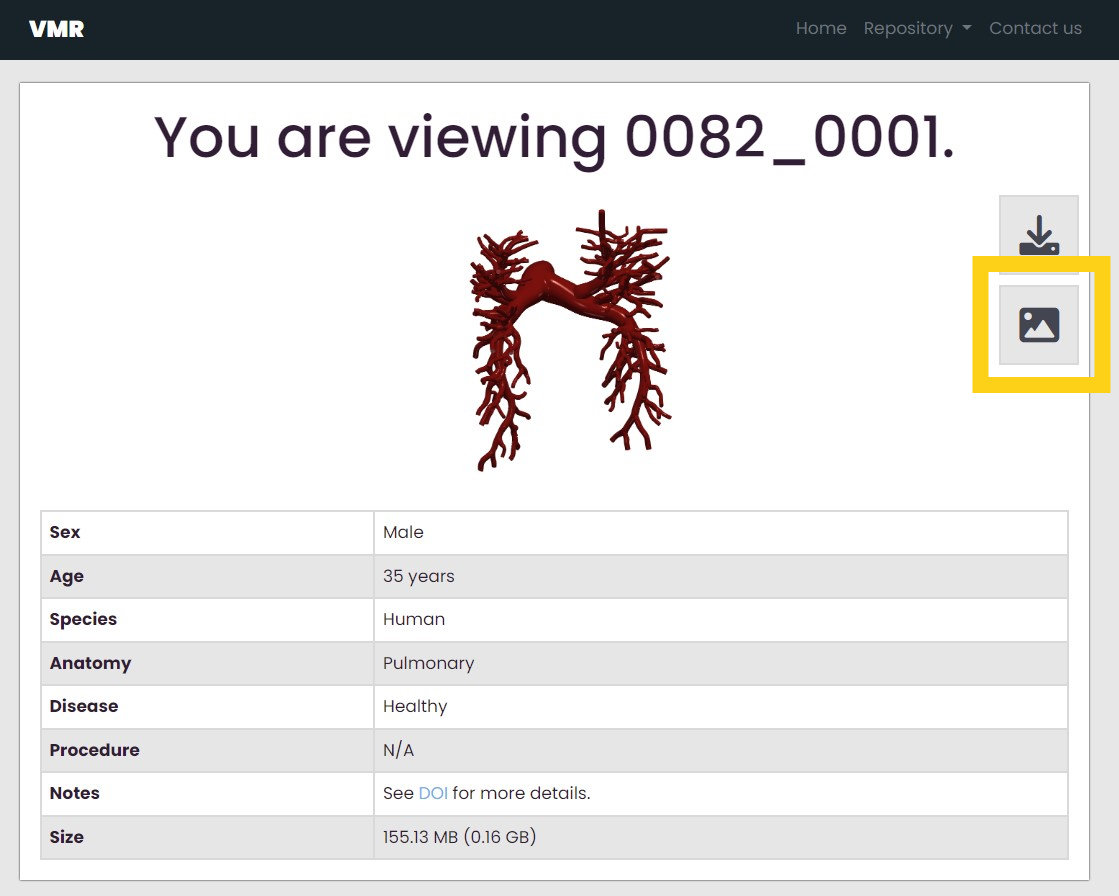 VMR Home Repository Contact us
You are viewing 0082_0001.
Sex Male
Age 35 years
Species Human
Anatomy Pulmonary
Disease Healthy
Procedure N/A
Notes See DOI for more details.
Size 155.13 MB (0.16 GB)